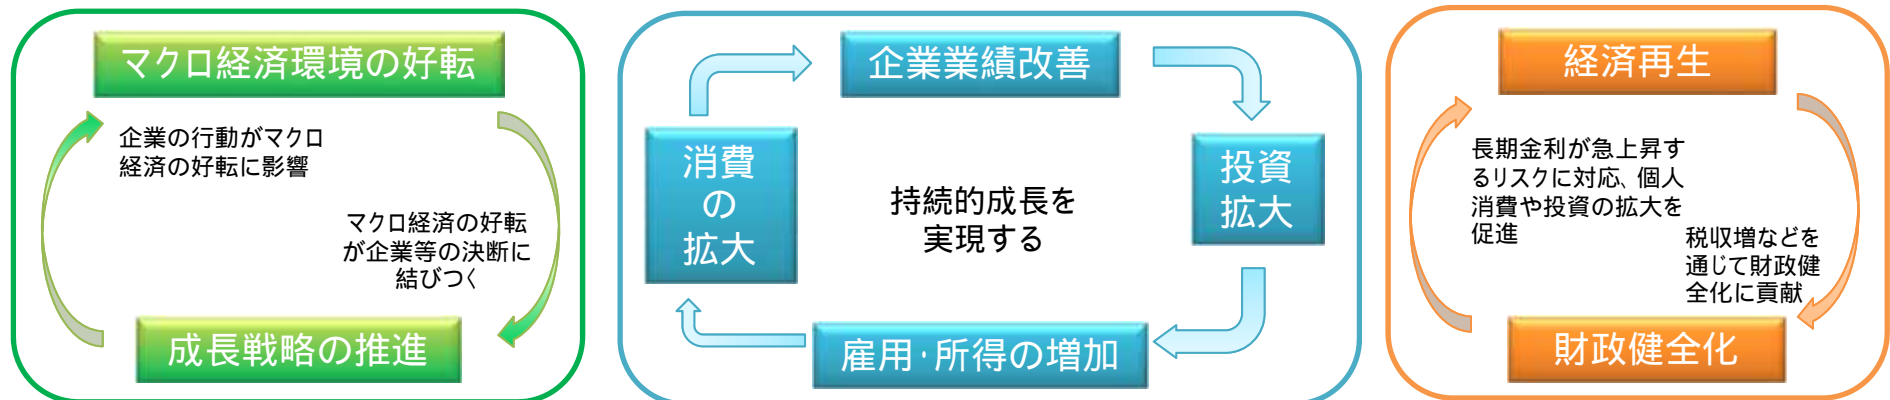 マクロ経済環境の好転
企業の行動がマクロ
経済の好転に影響
マクロ経済の好転
が企業等の決断に
結びつく
成長戦略の推進
企業業績改善
消費
の
拡大
投資
拡大
持続的成長を
実現する
雇用・所得の増加
経済再生
長期金利が急上昇す
るリスクに対応、個人
消費や投資の拡大を
促進
税収増などを
通じて財政健
全化に貢献
財政健全化